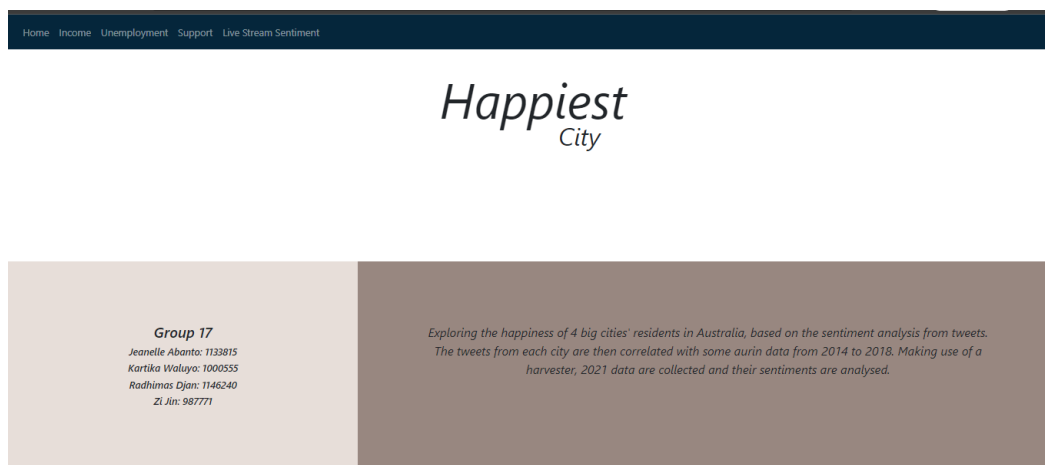 Home Income Unemployment Support Live Stream Sentiment
Happiest
City
Group 17
Jeanelle Abanto: 1133815
Kartika Waluyo: 1000555
Radhimas Djan: 1146240
Zi Jin: 987771
Exploring the happiness of 4 big cities' residents in Australia, based on the sentiment analysis from tweets.
The tweets from each city are then correlated with some aurin data from 2014 to 2018. Making use of a
harvester, 2021 data are collected and their sentiments are analysed.